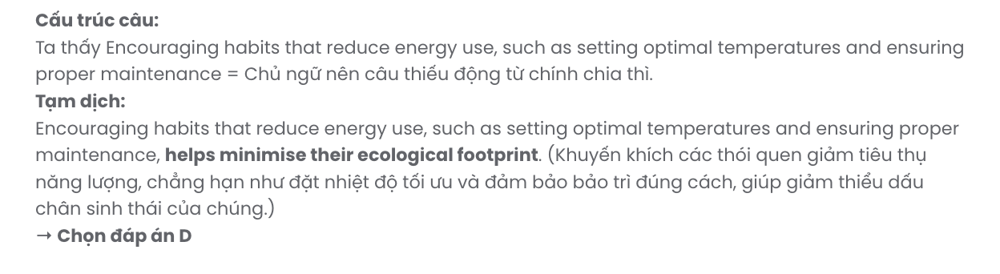 Cấu trúc câu:
Ta thấy Encouraging habits that reduce energy use, such as setting optimal temperatures and ensuring
proper maintenance = Chủ ngữ nên câu thiếu động từ chính chia thì.
Tạm dịch:
Encouraging habits that reduce energy use, such as setting optimal temperatures and ensuring proper
maintenance, helps minimise their ecological footprint. (Khuyến khích các thói quen giảm tiêu thụ
năng lượng, chẳng hạn như đặt nhiệt độ tối ưu và đảm bảo bảo trì đúng cách, giúp giảm thiểu dấu
chân sinh thái của chúng.)
→ Chọn đáp án D